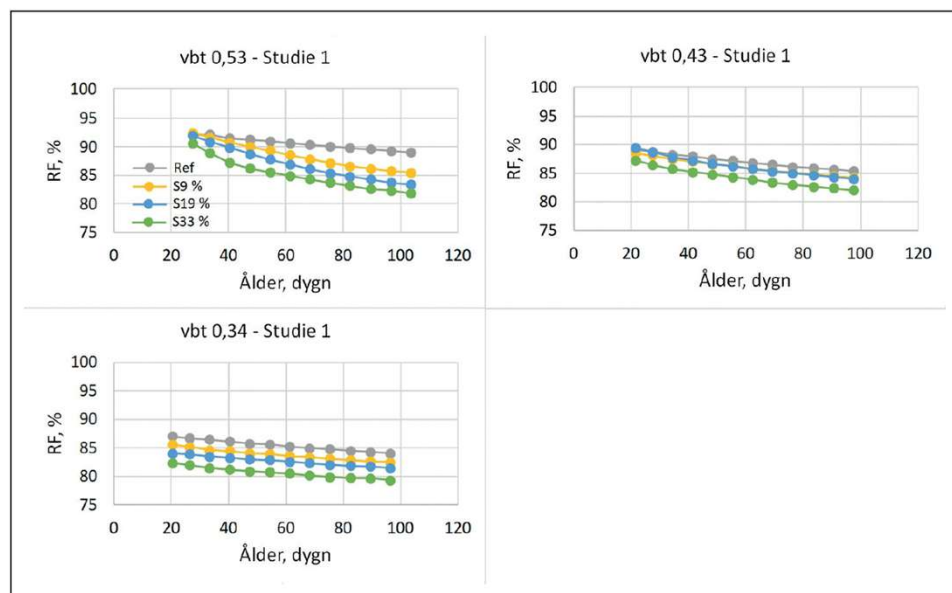 vbt 0,53 - Studie 1
100
95
90
85
80
75
RF, %
Ref
S9 %
S19 %
S33 %
0 20 40 60 80 100 120
Ålder, dygn
vbt 0,43 - Studie 1
100
95
90
85
80
75
RF, %
0 20 40 60 80 100 120
Ålder, dygn
vbt 0,34 - Studie 1
100
95
90
85
80
75
RF, %
0 20 40 60 80 100 120
Ålder, dygn